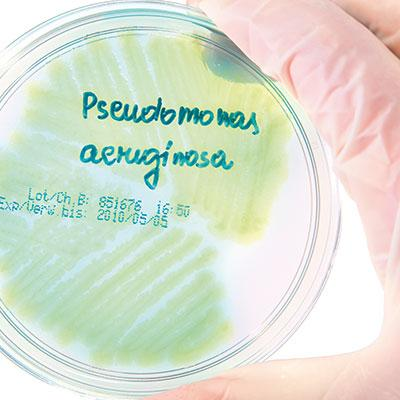 Pseudomonas
aeruginosa
Lot/Ch.B: 851676 16:50
Exp/Verw.bis: 2010/05/05